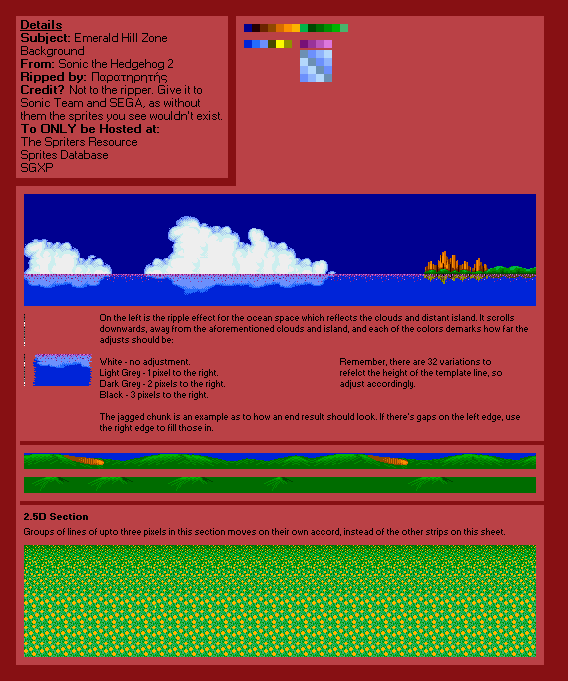 Details
Subject: Emerald Hill Zone
Background
From: Sonic the Hedgehog 2
Ripped by: Παρατηρητής
Credit? Not to the ripper. Give it to
Sonic Team and SEGA, as without
them the sprites you see wouldn't exist.
To ONLY be Hosted at:
The Spriters Resource
Sprites Database
SGXP
On the left is the ripple effect for the ocean space which reflects the clouds and distant island. It scrolls
downwards, away from the aforementioned clouds and island, and each of the colors demarks how far the
adjusts should be:
White - no adjustment.
Light Grey - 1 pixel to the right.
Dark Grey - 2 pixels to the right.
Black - 3 pixels to the right.
Remember, there are 32 variations to
refelct the height of the template line, so
adjust accordingly.
The jagged chunk is an example as to how an end result should look. If there's gaps on the left edge, use
the right edge to fill those in.
2.5D Section
Groups of lines of upto three pixels in this section moves on their own accord, instead of the other strips on this sheet.